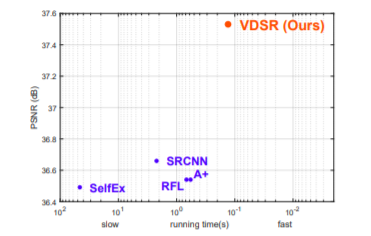 37.6
VDSR (Ours)
37.4
37.2
37
PSNR (dB)
36.8
SRCNN
36.6
A+
RFL
SelfEx
36.4
10² 10¹ 10⁰ 10⁻¹ 10⁻²
slow running time(s) fast